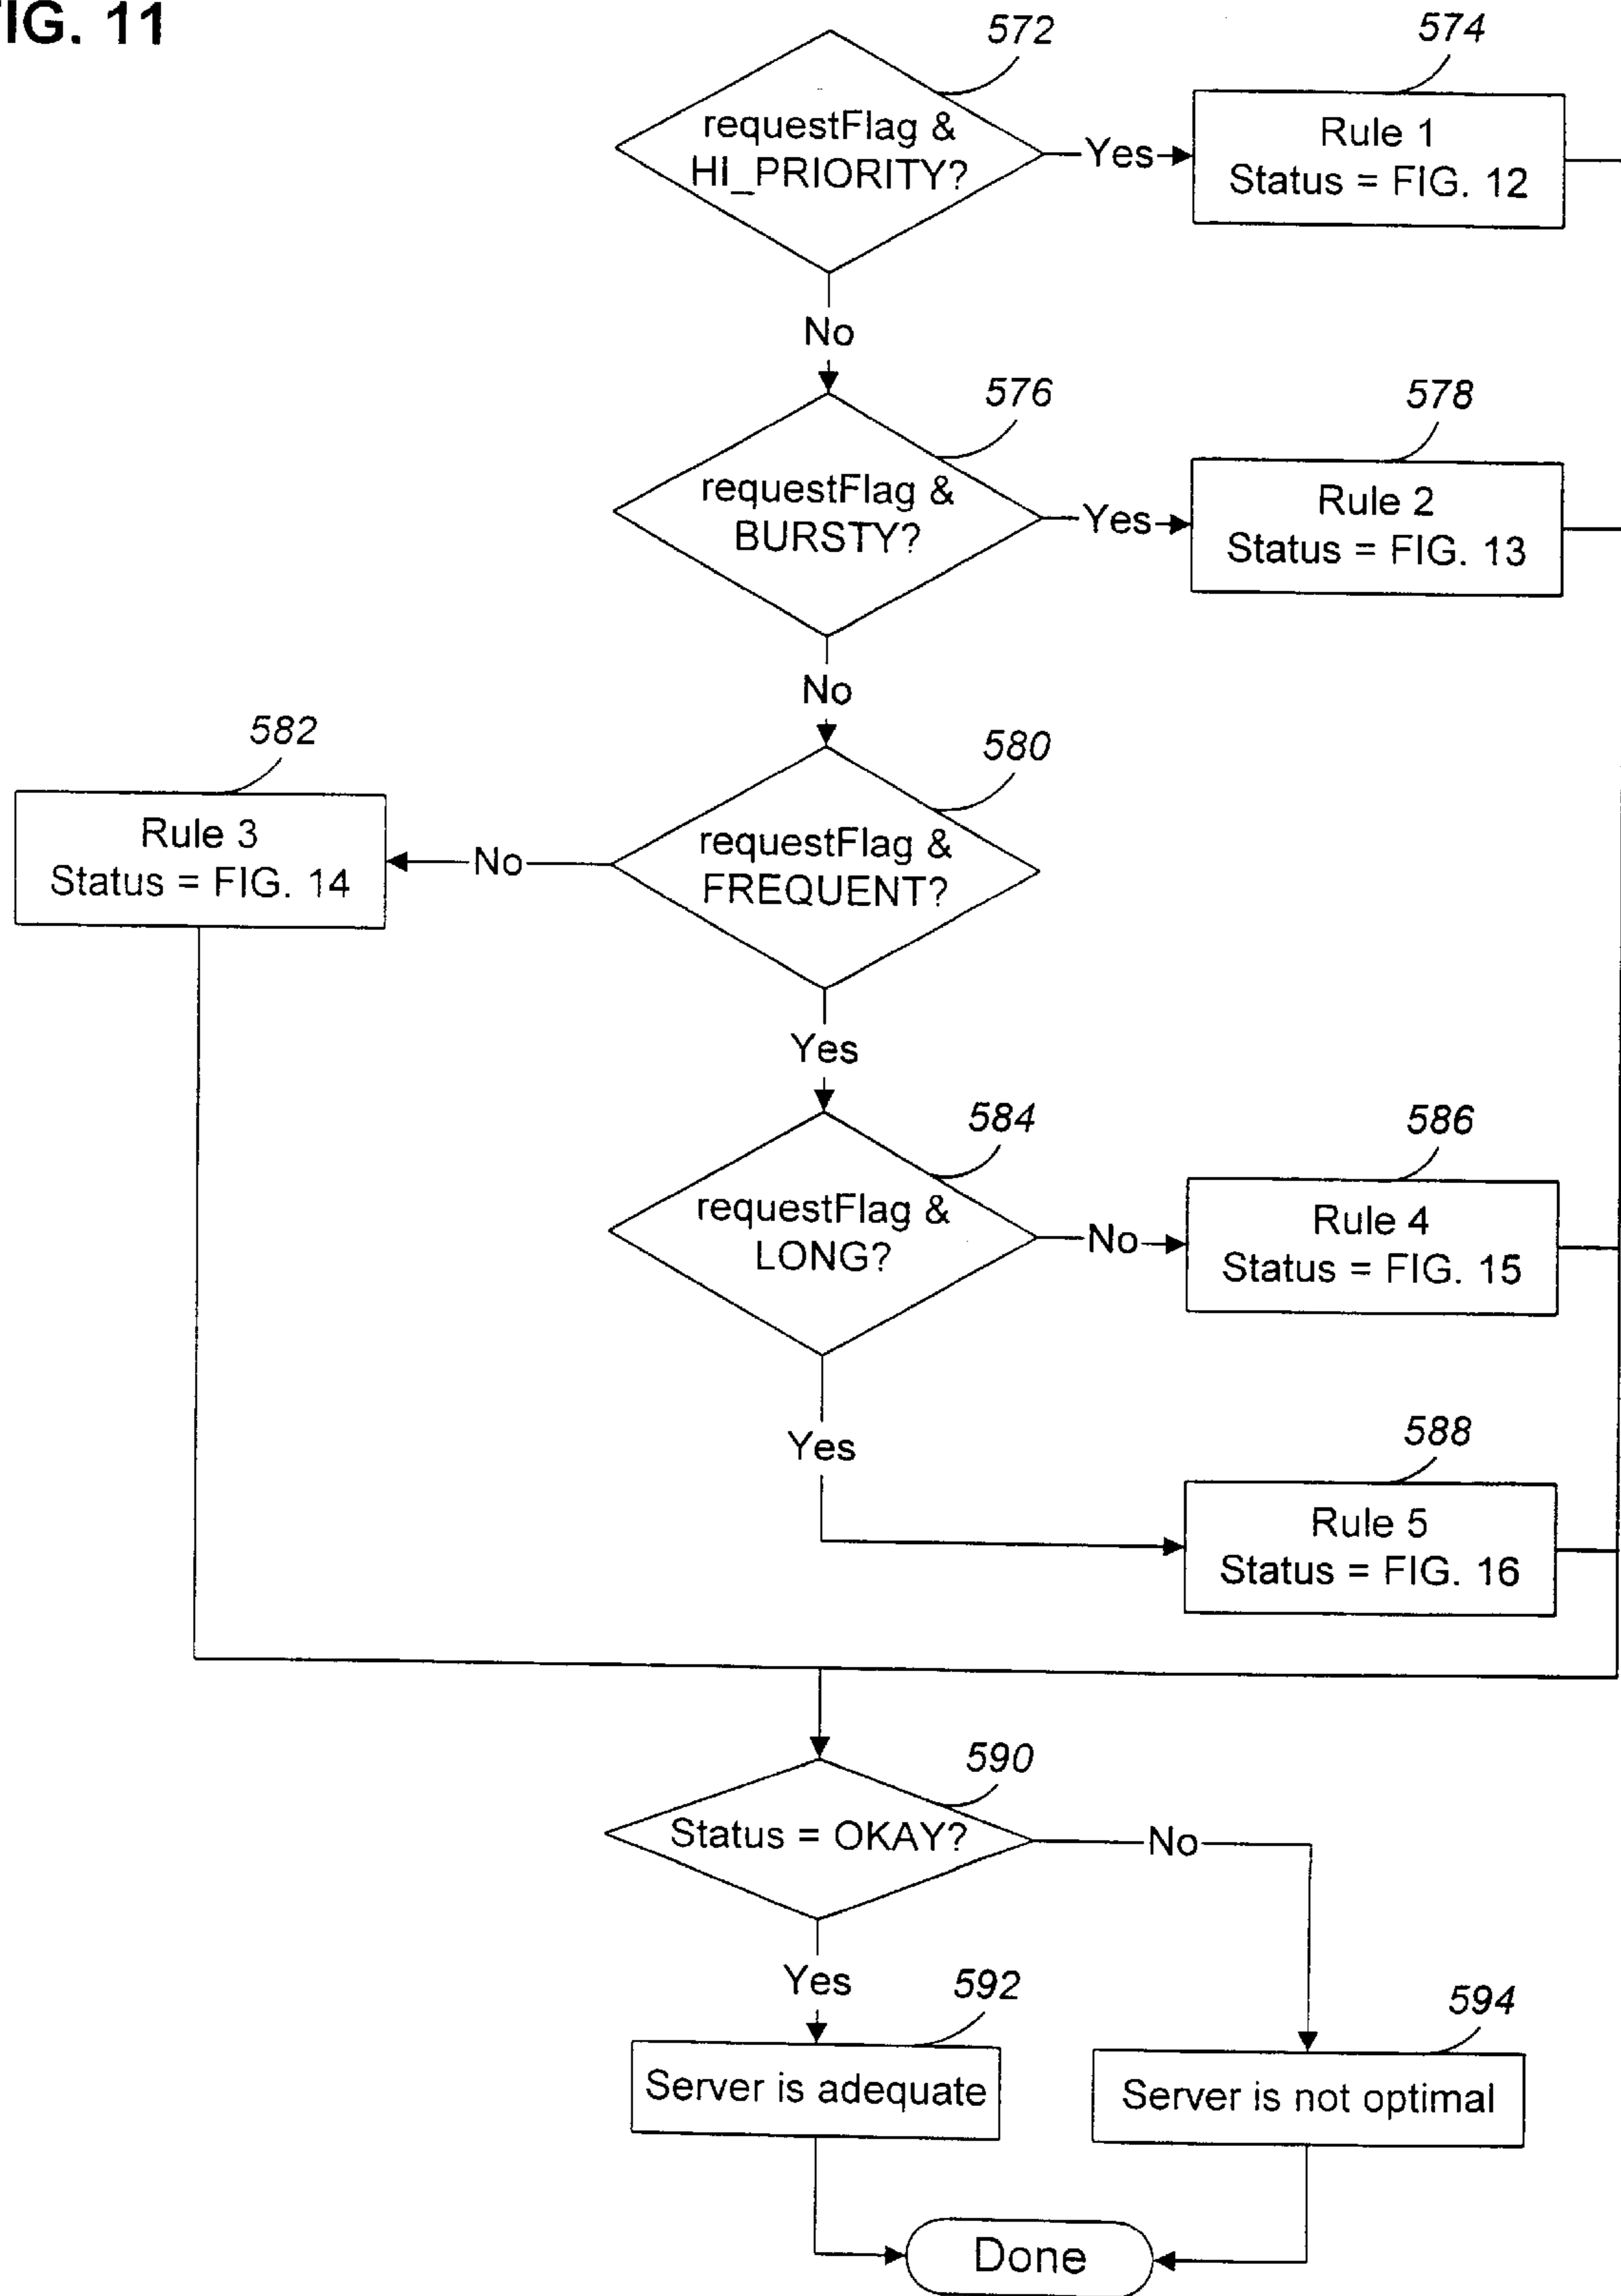 FIG. 11
572
574
requestFlag &
HI_PRIORITY?
Yes
Rule 1
Status = FIG. 12
No
576
578
requestFlag &
BURSTY?
Yes
Rule 2
Status = FIG. 13
No
582
580
Rule 3
Status = FIG. 14
No
requestFlag &
FREQUENT?
Yes
584
586
requestFlag &
LONG?
No
Rule 4
Status = FIG. 15
Yes
588
Rule 5
Status = FIG. 16
590
Status = OKAY?
No
Yes
592
594
Server is adequate
Server is not optimal
Done